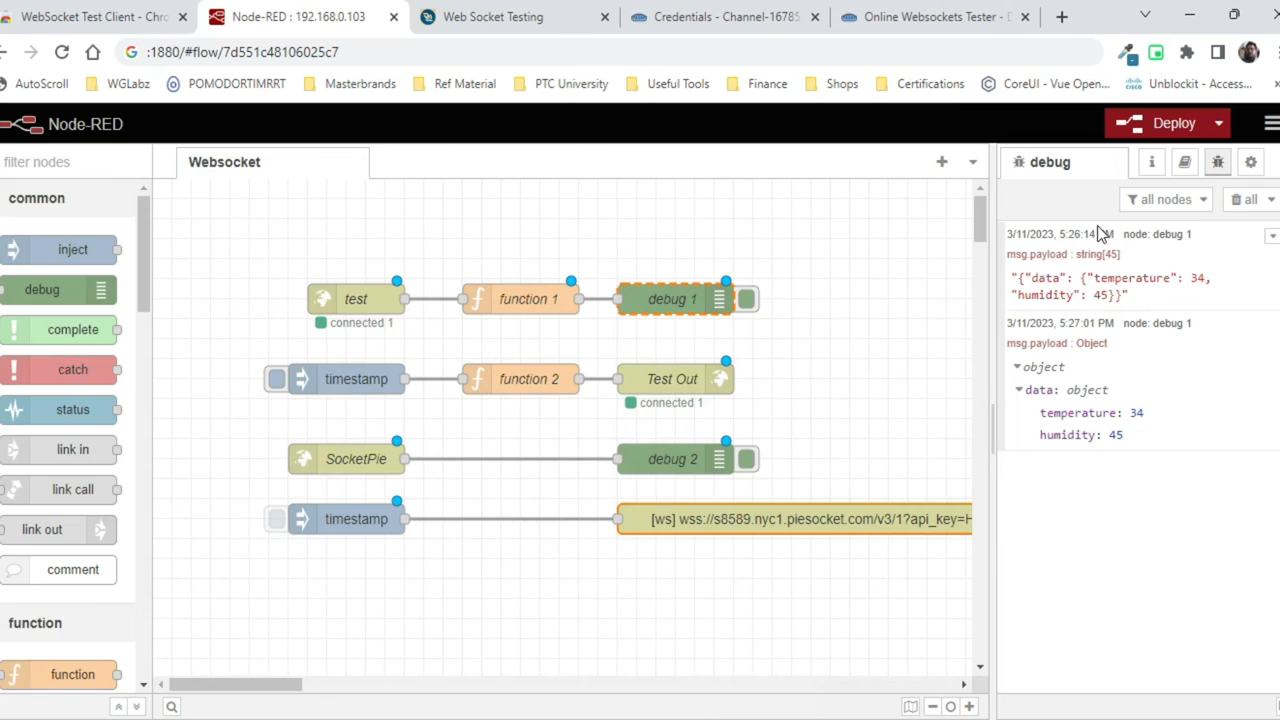 WebSocket Test Client - Chro
Node-RED : 192.168.0.103
Web Socket Testing
Credentials - Channel-16785
Online Websockets Tester - D
:1880/#flow/7d551c48106025c7
AutoScroll
WGLabz
POMODORTIMRRT
Masterbrands
Ref Material
PTC University
Useful Tools
Finance
Shops
Certifications
CoreUI - Vue Open...
Unblockit - Access...
Node-RED
Deploy
filter nodes
Websocket
debug
all nodes
all
common
inject
debug
complete
catch
status
link in
link call
link out
comment
function
function
test
connected 1
function 1
debug 1
timestamp
function 2
Test Out
connected 1
SocketPie
debug 2
timestamp
[ws] wss://s8589.nyc1.piesocket.com/v3/1?api_key=H
3/11/2023, 5:26:14 M node: debug 1
msg.payload : string[45]
"{"data": {"temperature": 34,
"humidity": 45}}"
3/11/2023, 5:27:01 PM node: debug 1
msg.payload : Object
object
data: object
temperature: 34
humidity: 45